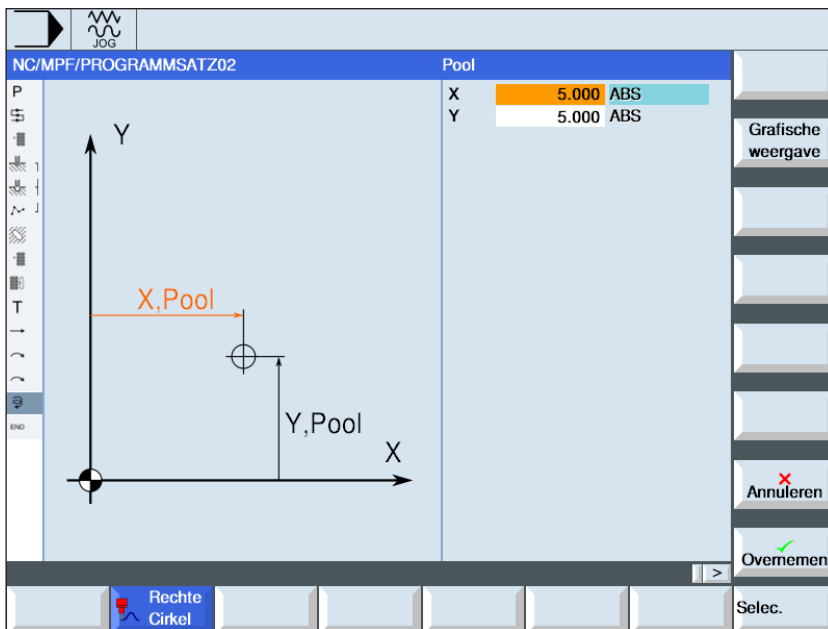 JOG
NC/MPF/PROGRAMMSATZ02
Pool
X 5.000 ABS
Y 5.000 ABS
Grafische
weergave
P
T
END
Y
X,Pool
Y,Pool
X
Annuleren
Overnemen
>
Rechte
Cirkel
Selec.